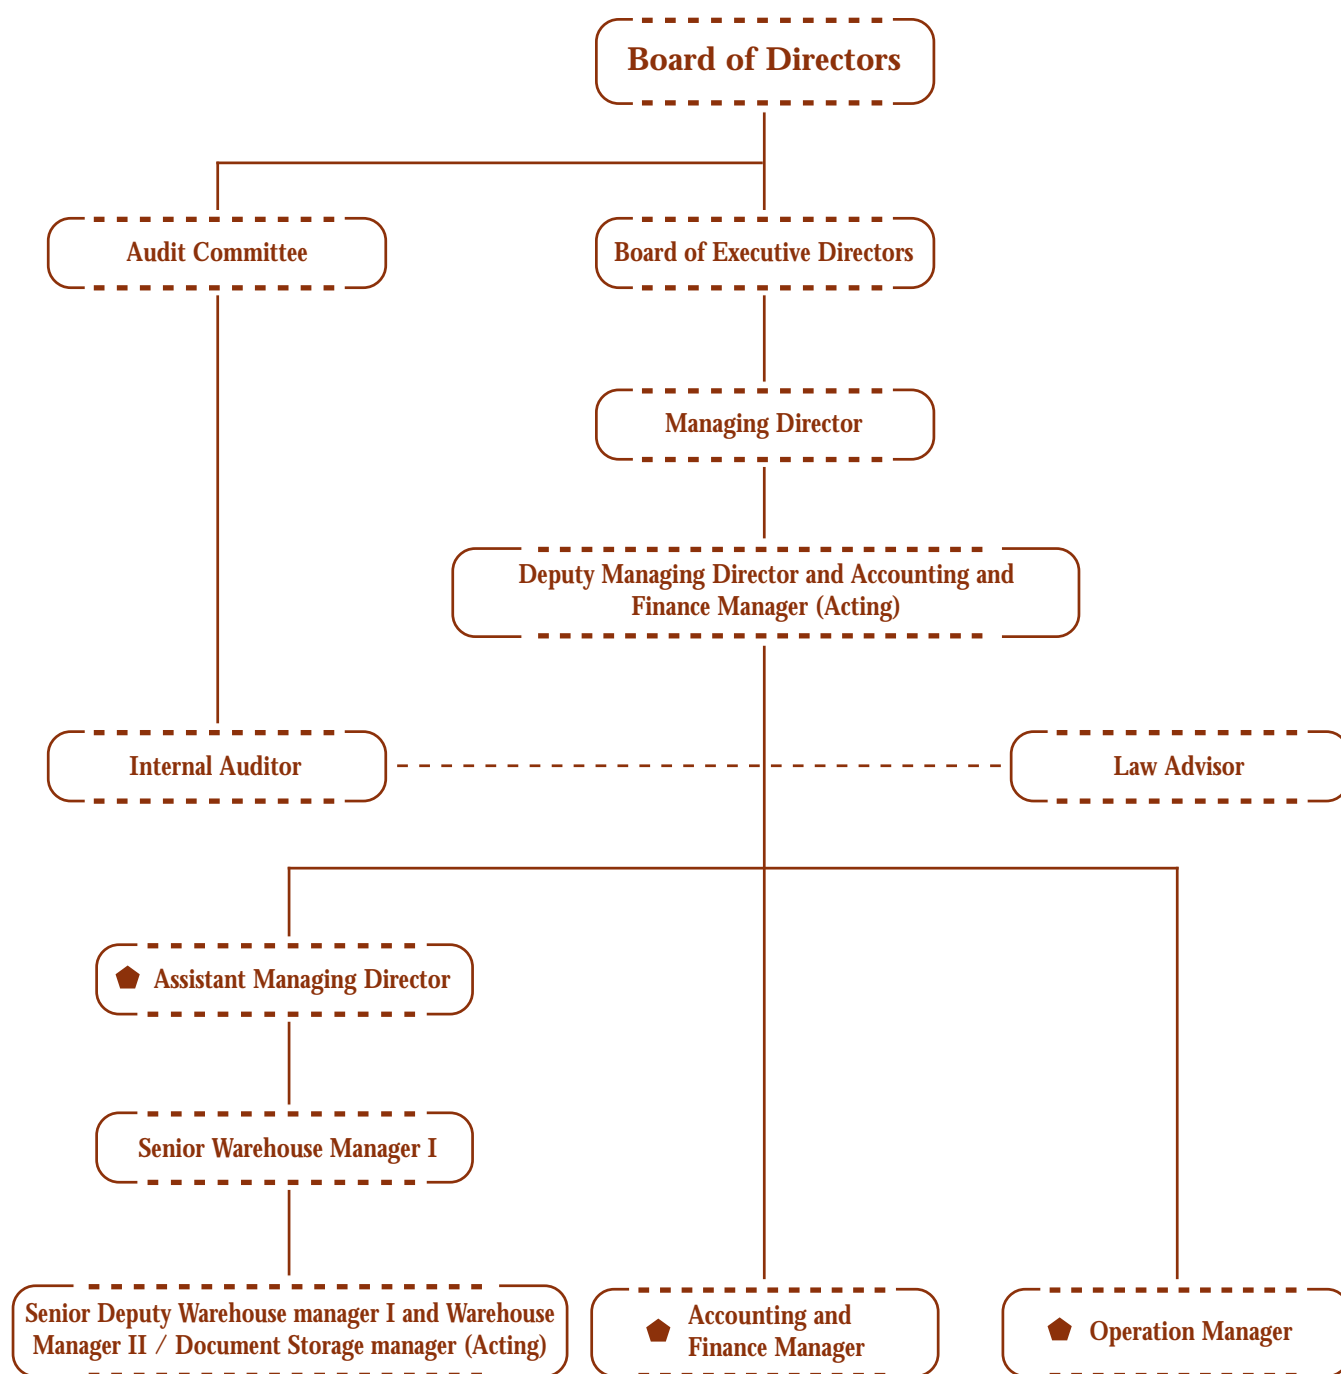 Board of Directors
Audit Committee
Board of Executive Directors
Managing Director
Deputy Managing Director and Accounting and
Finance Manager (Acting)
Internal Auditor
Law Advisor
Assistant Managing Director
Senior Warehouse Manager I
Senior Deputy Warehouse manager I and Warehouse
Manager II / Document Storage manager (Acting)
Accounting and
Finance Manager
Operation Manager